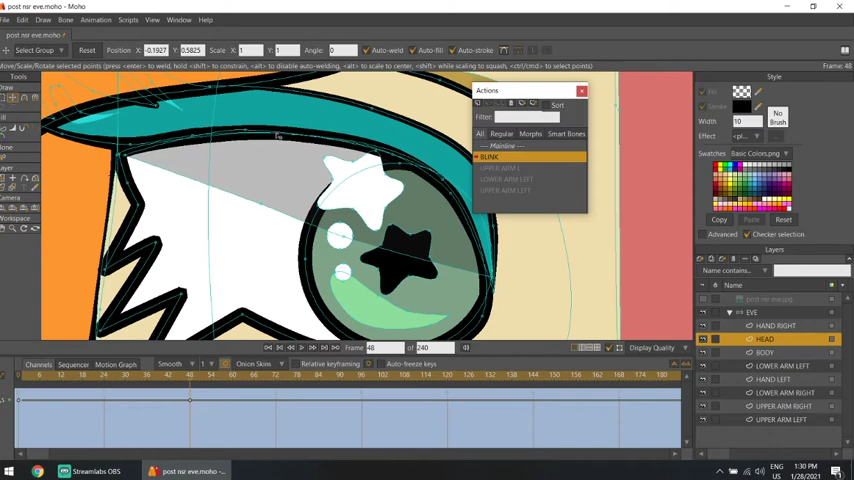 post nsr eve.moho - Moho
File Edit Draw Bone Animation Scripts View Window Help
post nsr eve.moho
Select Group Reset Position X: -0.1927 Y: 0.5825 Scale X: 1 Y: 1 Angle: 0 Auto-weld Auto-fill Auto-stroke
Move/Scale/Rotate selected points (press <enter> to weld, hold <shift> to constrain, <alt> to disable auto-welding, <alt> to scale to center, <shift> while scaling to squash, <ctrl/cmd> to select points)
Frame: 48
Tools
Draw
Fill
Bone
Layer
Camera
Workspace
Actions
Sort
Filter:
All Regular Morphs Smart Bones
--- Mainline ---
BLINK
UPPER ARM L
LOWER ARM LEFT
UPPER ARM LEFT
Style
Fill
Stroke
Width 10
No Brush
Effect <pl...
Swatches Basic Colors.png
Copy Paste Reset
Advanced Checker selection
Layers
Name contains...
Name
post nsr eve.jpg
EVE
HAND RIGHT
HEAD
BODY
LOWER ARM LEFT
HAND LEFT
LOWER ARM RIGHT
UPPER ARM RIGHT
UPPER ARM LEFT
Frame 48 of 240 Display Quality
Channels Sequencer Motion Graph Smooth 1 Onion Skins Relative keyframing Auto-freeze keys
0 6 12 18 24 30 36 42 48 54 60 66 72 78 84 90 96 102 108 114 120 126 132 138 144 150 156 162 168 174 180
Streamlabs OBS post nsr eve.moho -...
ENG 1:30 PM
US 1/28/2021